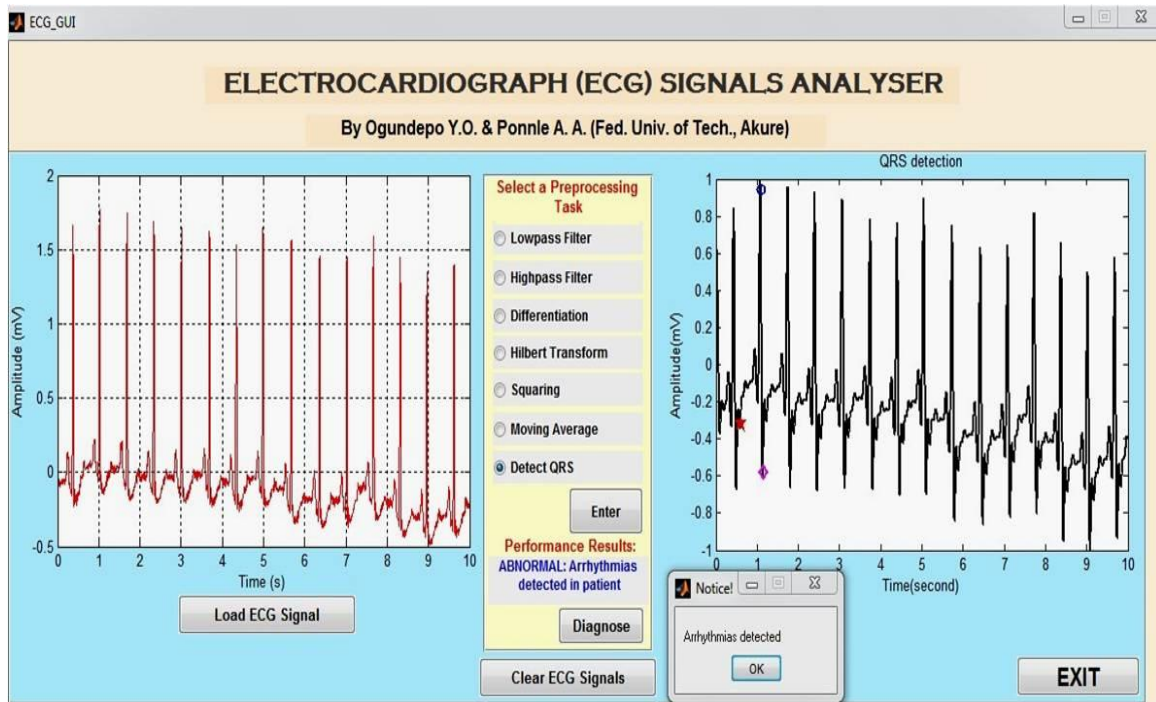 ECG_GUI
ELECTROCARDIOGRAPH (ECG) SIGNALS ANALYSER
By Ogundepo Y.O. & Ponnle A. A. (Fed. Univ. of Tech., Akure)
2
1.5
1
0.5
0
-0.5
Amplitude (mV)
0 1 2 3 4 5 6 7 8 9 10
Time (s)
Load ECG Signal
Select a Preprocessing
Task
Lowpass Filter
Highpass Filter
Differentiation
Hilbert Transform
Squaring
Moving Average
Detect QRS
Enter
Performance Results:
ABNORMAL: Arrhythmias
detected in patient
Diagnose
Clear ECG Signals
QRS detection
1
0.8
0.6
0.4
0.2
0
-0.2
-0.4
-0.6
-0.8
-1
Amplitude(mV)
0 1 2 3 4 5 6 7 8 9 10
Time(second)
Notice!
Arrhythmias detected
OK
EXIT